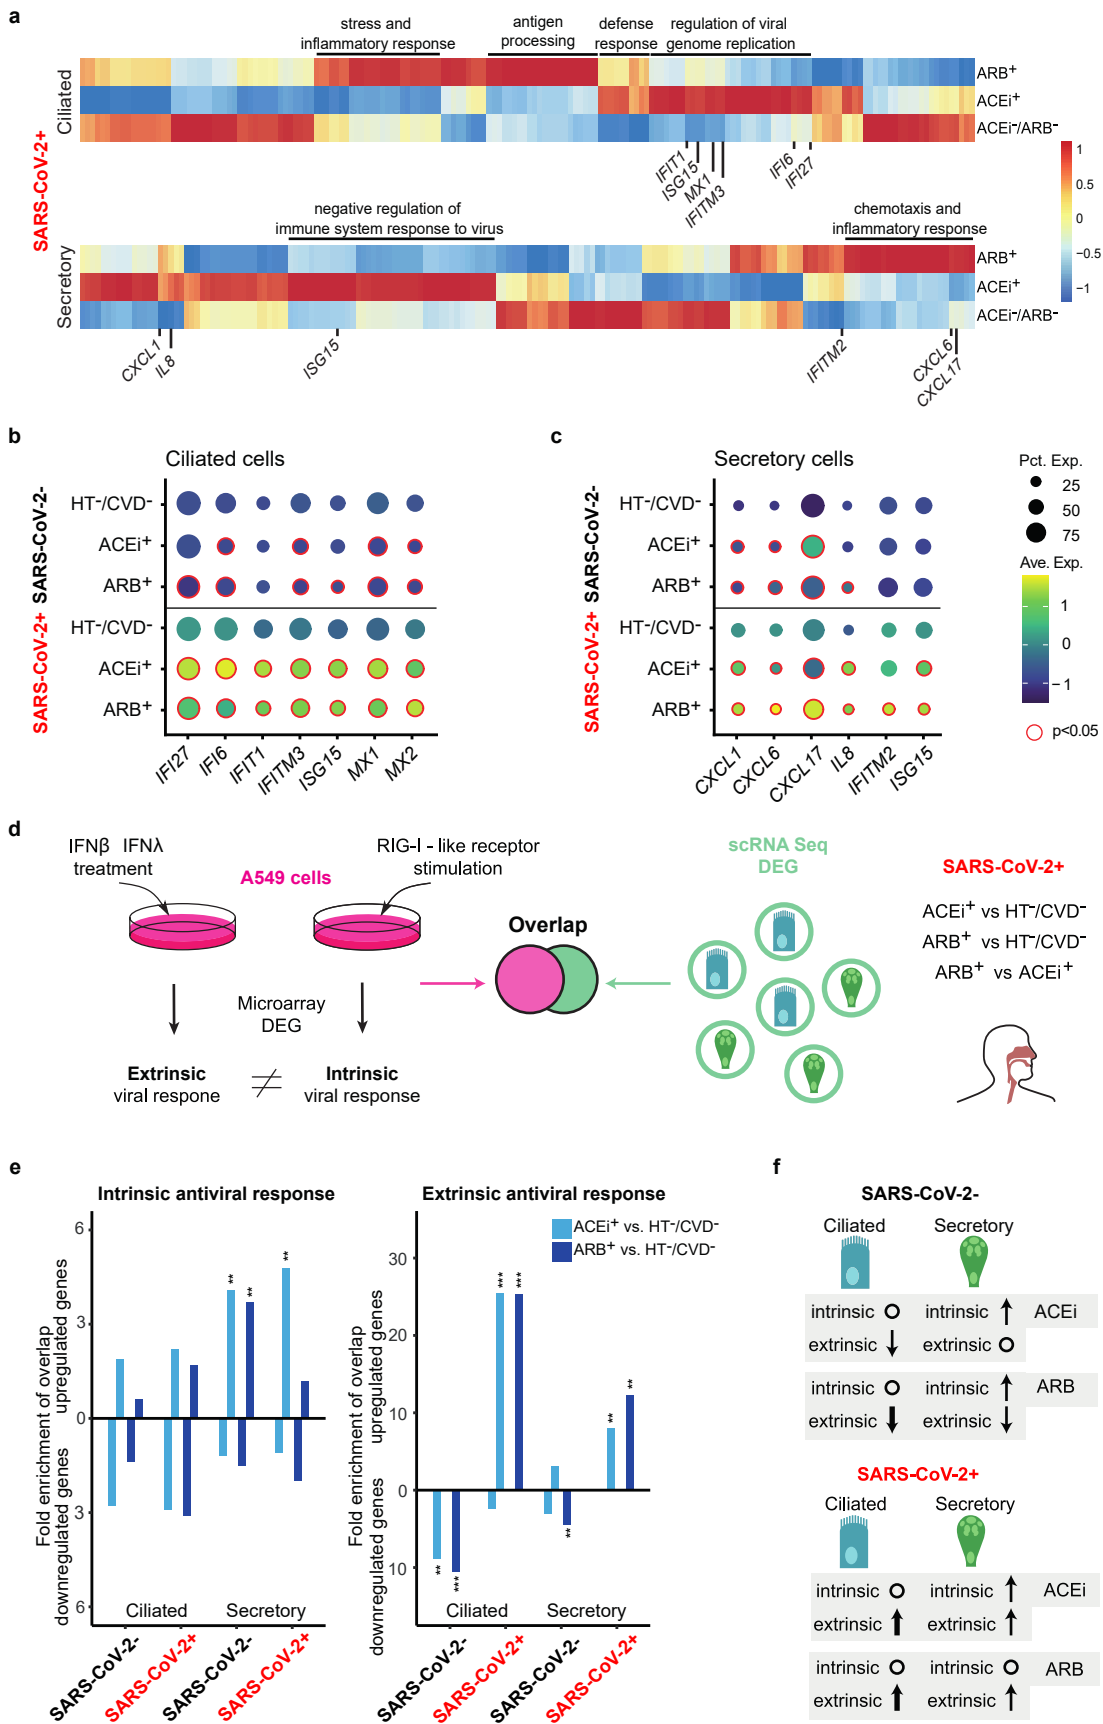 a
stress and
inflammatory response
antigen
processing
defense
response
regulation of viral
genome replication
SARS-CoV-2+
Ciliated
ARB+
ACEi+
ACEi-/ARB-
IFIT1
ISG15
MX1
IFITM3
IFI6
IFI27
1
0.5
0
−0.5
−1
negative regulation of
immune system response to virus
chemotaxis and
inflammatory response
Secretory
ARB+
ACEi+
ACEi-/ARB-
CXCL1
IL8
ISG15
IFITM2
CXCL6
CXCL17
b
Ciliated cells
SARS-CoV-2-
HT-/CVD-
ACEi+
ARB+
SARS-CoV-2+
HT-/CVD-
ACEi+
ARB+
IFI27
IFI6
IFIT1
IFITM3
ISG15
MX1
MX2
c
Secretory cells
SARS-CoV-2-
HT-/CVD-
ACEi+
ARB+
SARS-CoV-2+
HT-/CVD-
ACEi+
ARB+
CXCL1
CXCL6
CXCL17
IL8
IFITM2
ISG15
Pct. Exp.
25
50
75
Ave. Exp.
1
0
−1
p<0.05
d
IFNβ IFNλ
treatment
RIG-I - like receptor
stimulation
A549 cells
Microarray
DEG
Extrinsic
viral respone
Intrinsic
viral response
Overlap
scRNA Seq
DEG
SARS-CoV-2+
ACEi+ vs HT-/CVD-
ARB+ vs HT-/CVD-
ARB+ vs ACEi+
e
Intrinsic antiviral response
Fold enrichment of overlap
downregulated genes upregulated genes
6
3
0
3
6
**
**
**
Ciliated
Secretory
SARS-CoV-2-
SARS-CoV-2+
SARS-CoV-2-
SARS-CoV-2+
Extrinsic antiviral response
ACEi+ vs. HT-/CVD-
ARB+ vs. HT-/CVD-
Fold enrichment of overlap
downregulated genes upregulated genes
30
20
10
0
10
**
***
***
***
**
**
**
Ciliated
Secretory
SARS-CoV-2-
SARS-CoV-2+
SARS-CoV-2-
SARS-CoV-2+
f
SARS-CoV-2-
Ciliated
Secretory
intrinsic intrinsic ACEi
extrinsic extrinsic
intrinsic intrinsic ARB
extrinsic extrinsic
SARS-CoV-2+
Ciliated
Secretory
intrinsic intrinsic ACEi
extrinsic extrinsic
intrinsic intrinsic ARB
extrinsic extrinsic